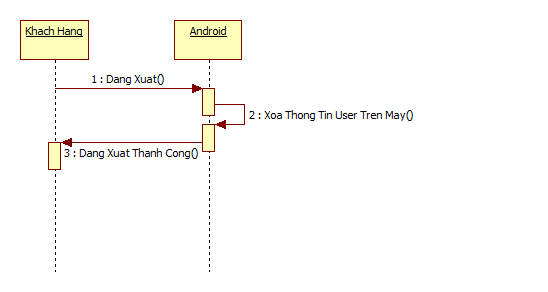 Khach Hang
Android
1 : Dang Xuat()
2 : Xoa Thong Tin User Tren May()
3 : Dang Xuat Thanh Cong()